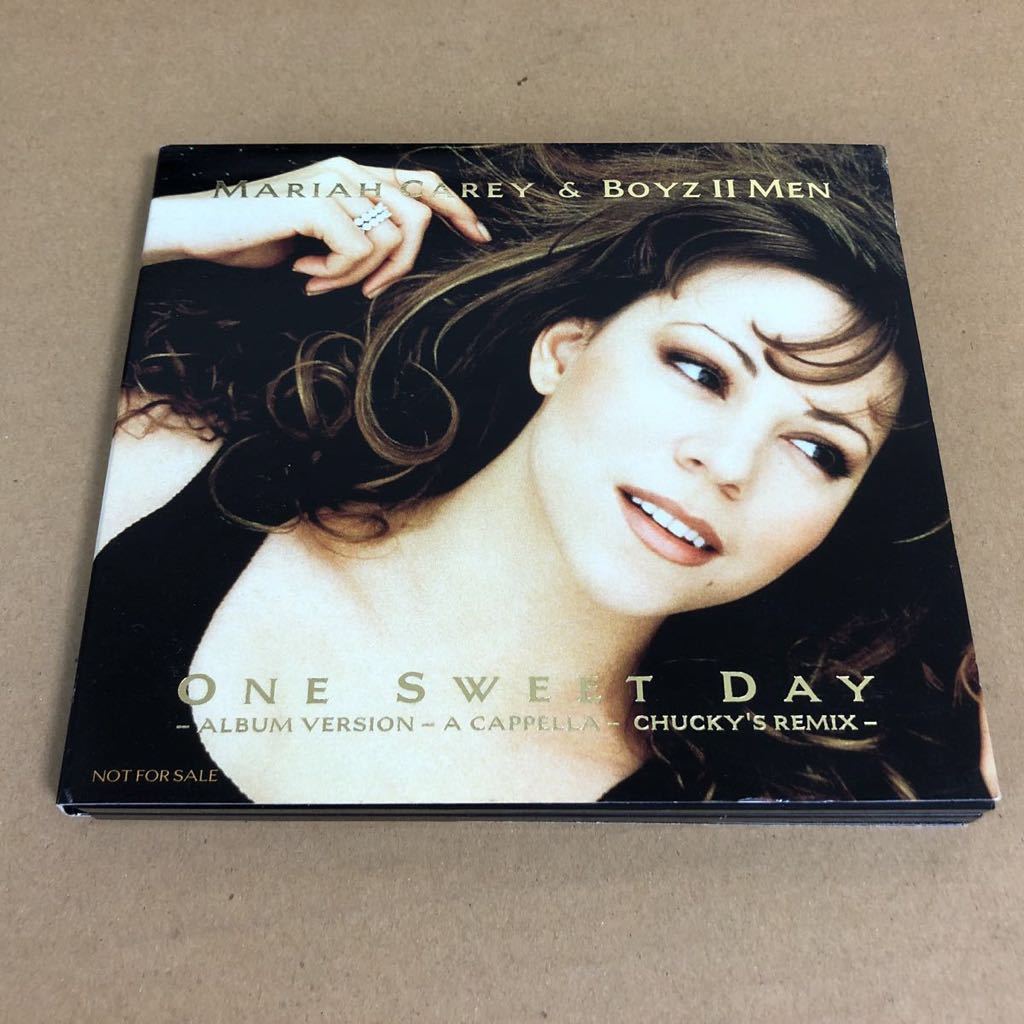 MARIAH CAREY & BOYZ II MEN
ONE SWEET DAY
– ALBUM VERSION – A CAPPELLA – CHUCKY'S REMIX –
NOT FOR SALE